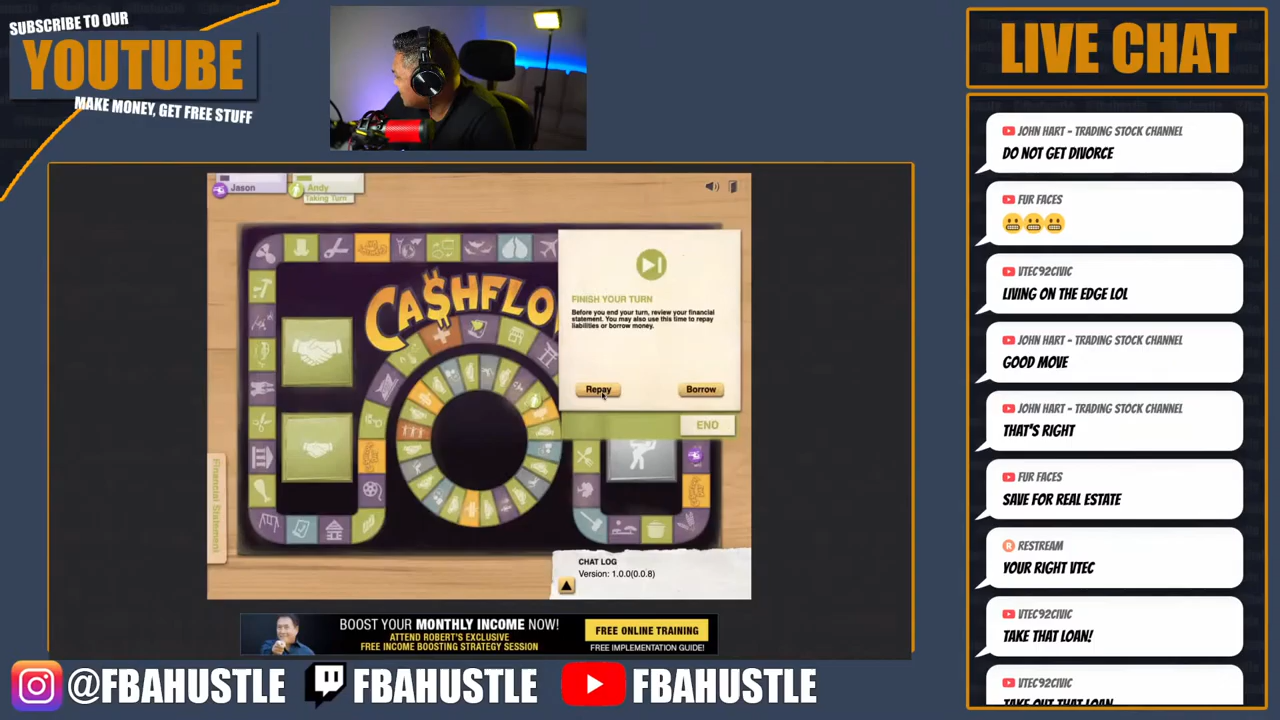 SUBSCRIBE TO OUR
YOUTUBE
MAKE MONEY, GET FREE STUFF
Jason
Andy
Taking Turn
CA$HFLO
FINISH YOUR TURN
Before you end your turn, review your financial
statement. You may also use this time to repay
liabilities or borrow money.
Repay
Borrow
END
Financial Statement
CHAT LOG
Version: 1.0.0(0.0.8)
BOOST YOUR MONTHLY INCOME NOW!
ATTEND ROBERT'S EXCLUSIVE
FREE INCOME BOOSTING STRATEGY SESSION
FREE ONLINE TRAINING
FREE IMPLEMENTATION GUIDE!
@FBAHUSTLE
FBAHUSTLE
FBAHUSTLE
LIVE CHAT
JOHN HART - TRADING STOCK CHANNEL
DO NOT GET DIVORCE
FUR FACES
😬😬😬
VTEC92CIVIC
LIVING ON THE EDGE LOL
JOHN HART - TRADING STOCK CHANNEL
GOOD MOVE
JOHN HART - TRADING STOCK CHANNEL
THAT'S RIGHT
FUR FACES
SAVE FOR REAL ESTATE
R RESTREAM
YOUR RIGHT VTEC
VTEC92CIVIC
TAKE THAT LOAN!
VTEC92CIVIC
TAKE OUT THAT LOAN